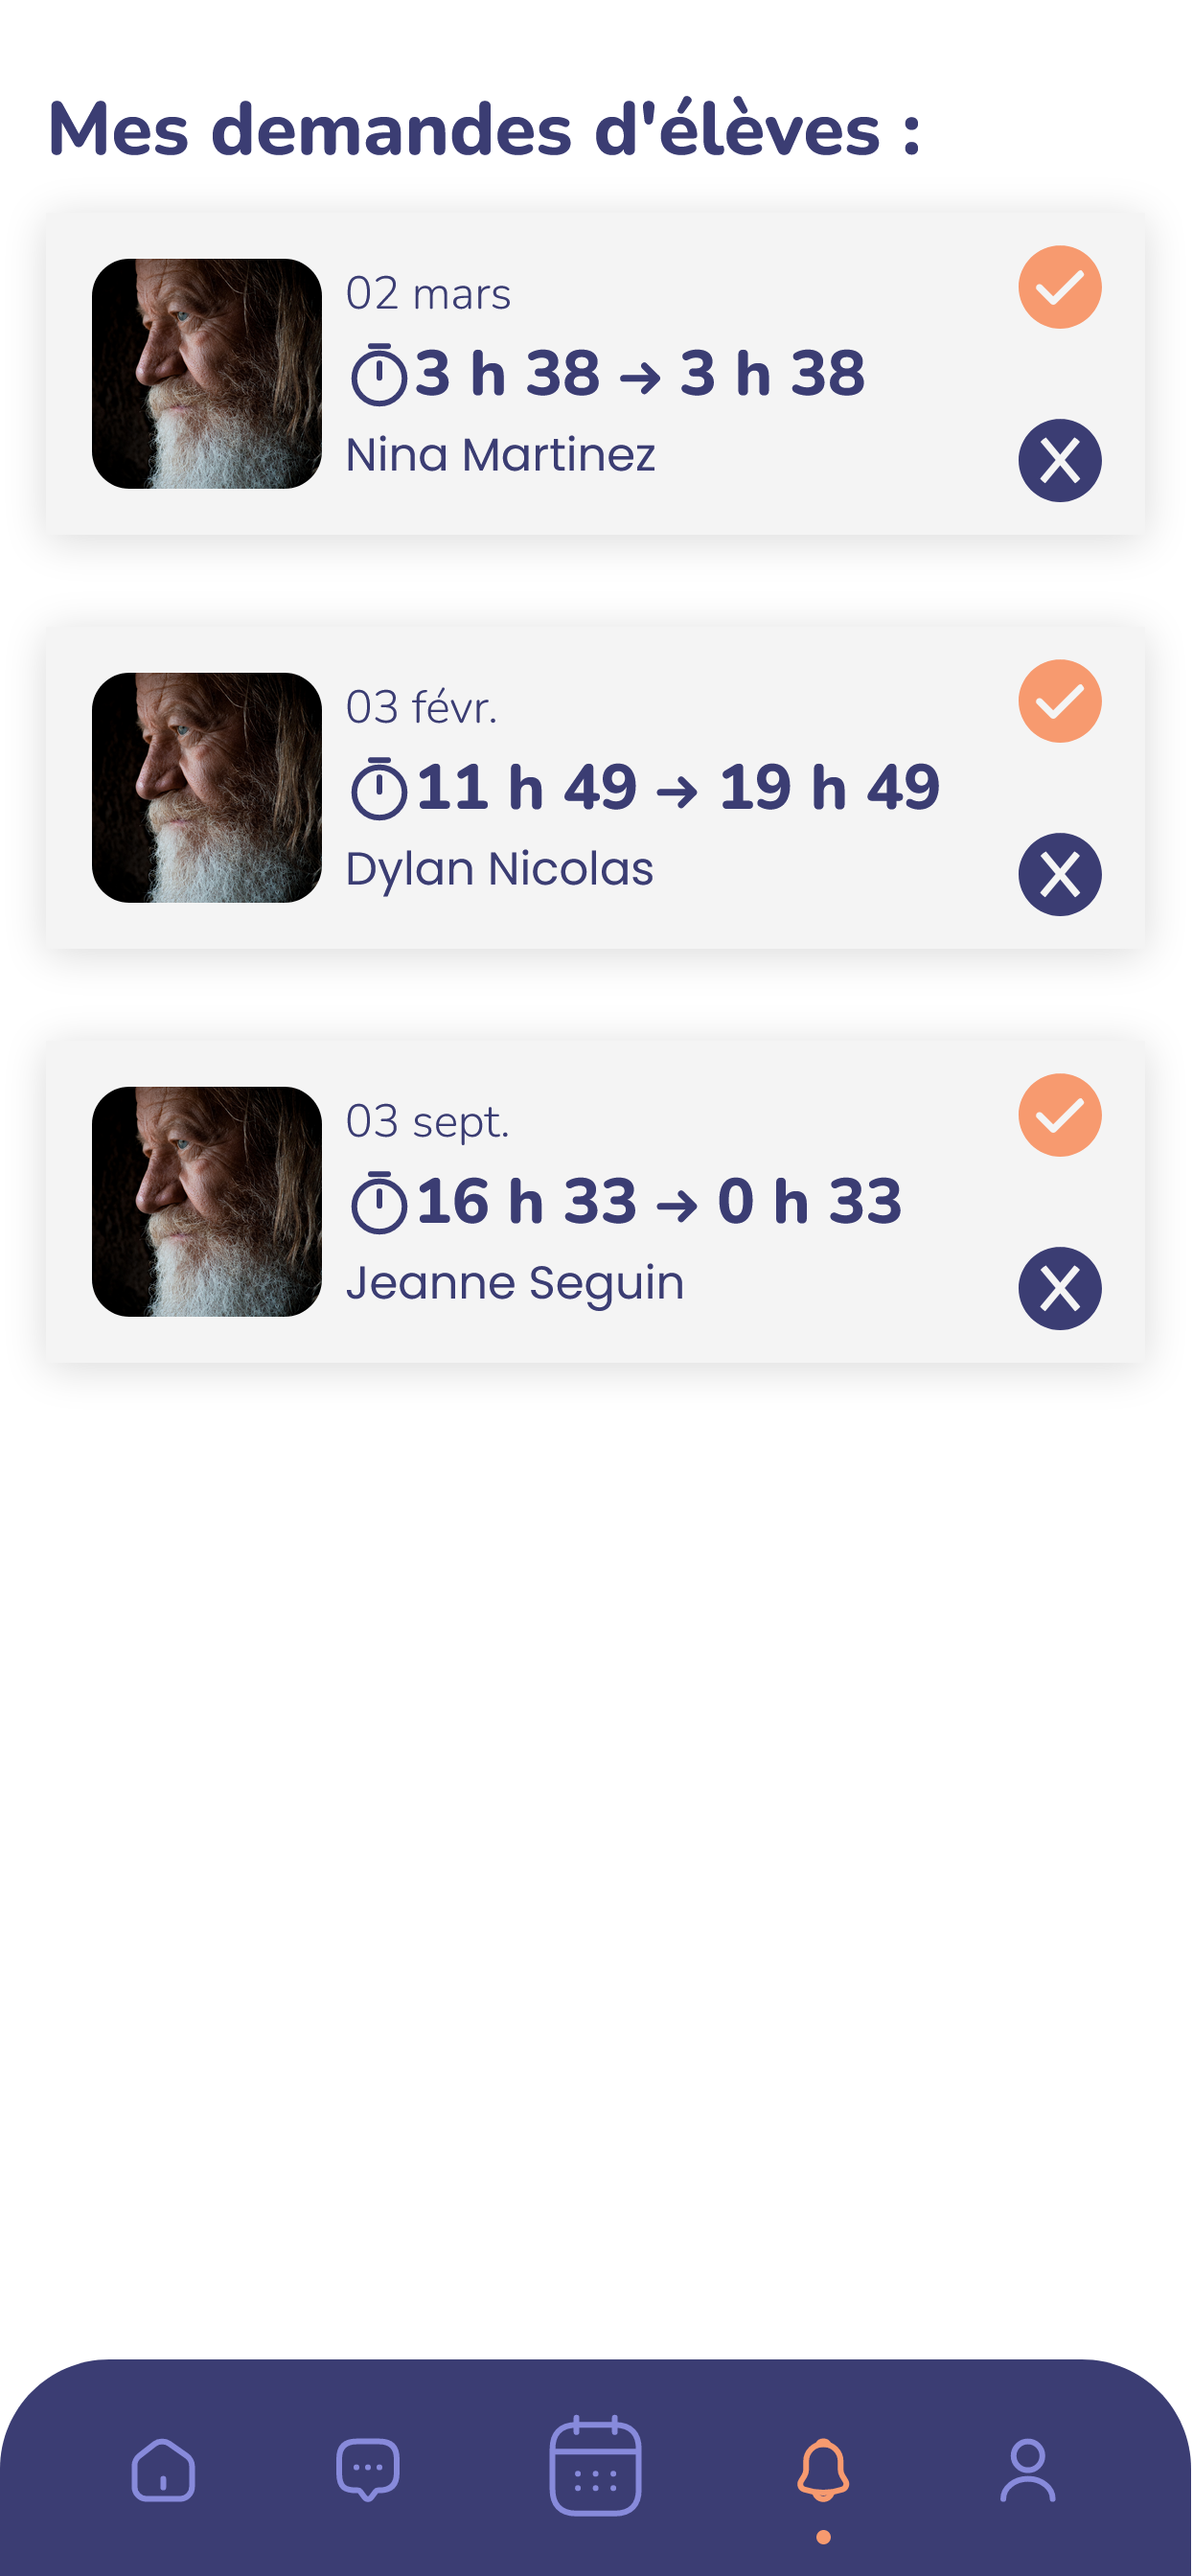 Mes demandes d'élèves :
02 mars
3 h 38 → 3 h 38
Nina Martinez
03 févr.
11 h 49 → 19 h 49
Dylan Nicolas
03 sept.
16 h 33 → 0 h 33
Jeanne Seguin